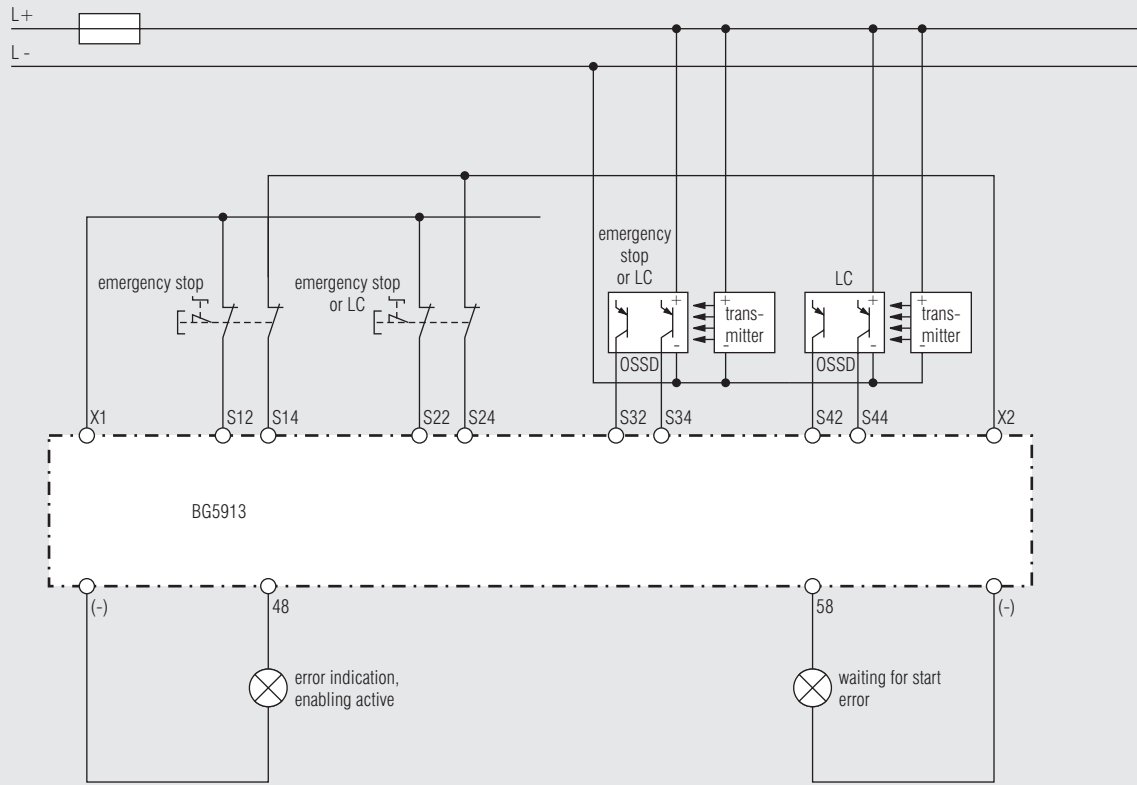 L+
L -
emergency stop
emergency stop
or LC
emergency
stop
or LC
LC
+
+
trans-
mitter
-
-
+
+
trans-
mitter
-
-
OSSD
OSSD
X1
S12
S14
S22
S24
S32
S34
S42
S44
X2
BG5913
(-)
48
58
(-)
error indication,
enabling active
waiting for start
error